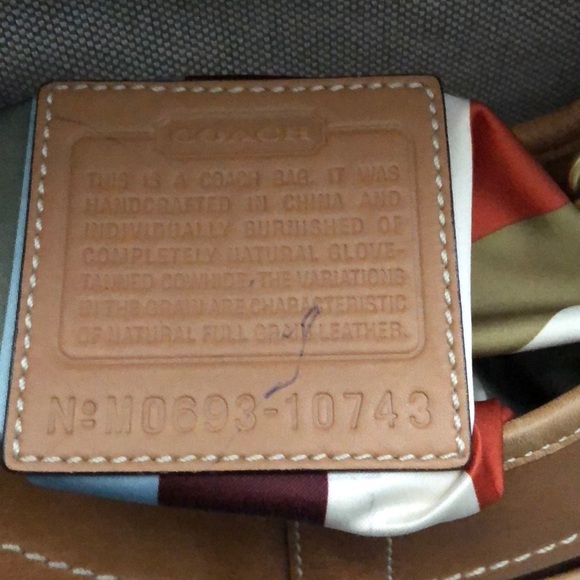 COACH
THIS IS A COACH BAG. IT WAS
HANDCRAFTED IN CHINA AND
INDIVIDUALLY BURNISHED OF
COMPLETELY NATURAL GLOVE-
TANNED COWHIDE. THE VARIATIONS
IN THE GRAIN ARE CHARACTERISTIC
OF NATURAL FULL GRAIN LEATHER.
Nº: M0693-10743